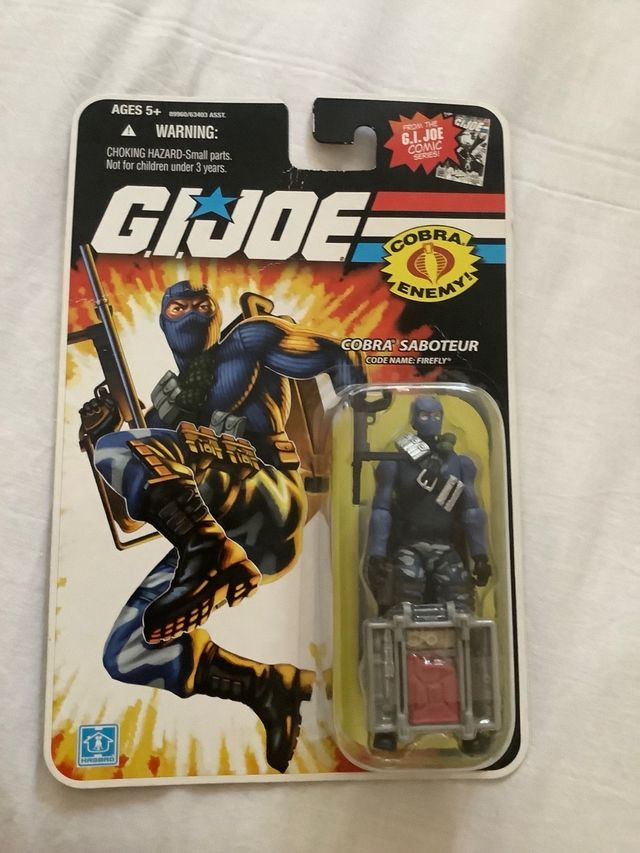 AGES 5+ 89960/63403 ASST.
WARNING:
CHOKING HAZARD-Small parts.
Not for children under 3 years.
FROM THE
G.I. JOE
COMIC
SERIES!
G.I. JOE
G.I. JOE
COBRA
ENEMY!
COBRA® SABOTEUR
CODE NAME: FIREFLY®
HASBRO